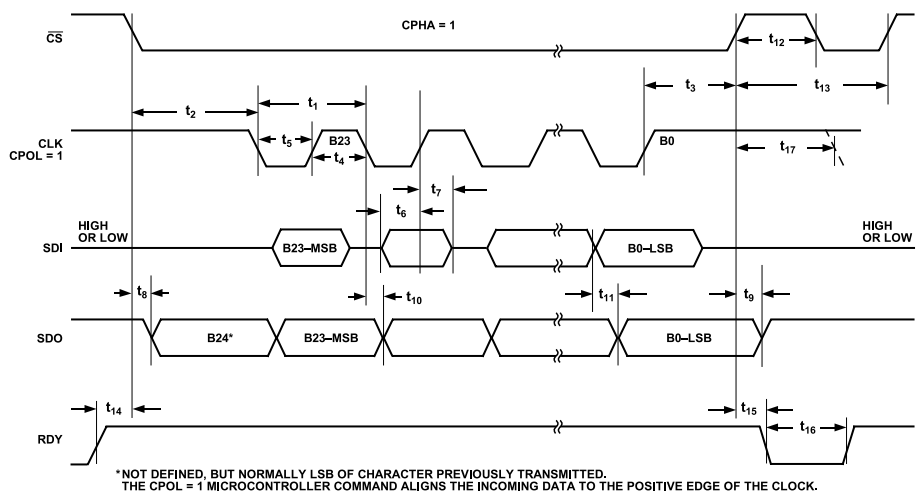 CPHA = 1
CS
t12
t3
t13
t1
t2
CLK
CPOL = 1
t5
B23
t4
B0
t17
t7
t6
HIGH
OR LOW
HIGH
OR LOW
SDI
B23–MSB
B0–LSB
t8
t10
t11
t9
SDO
B24*
B23–MSB
B0–LSB
t14
t15
t16
RDY
*NOT DEFINED, BUT NORMALLY LSB OF CHARACTER PREVIOUSLY TRANSMITTED.
THE CPOL = 1 MICROCONTROLLER COMMAND ALIGNS THE INCOMING DATA TO THE POSITIVE EDGE OF THE CLOCK.